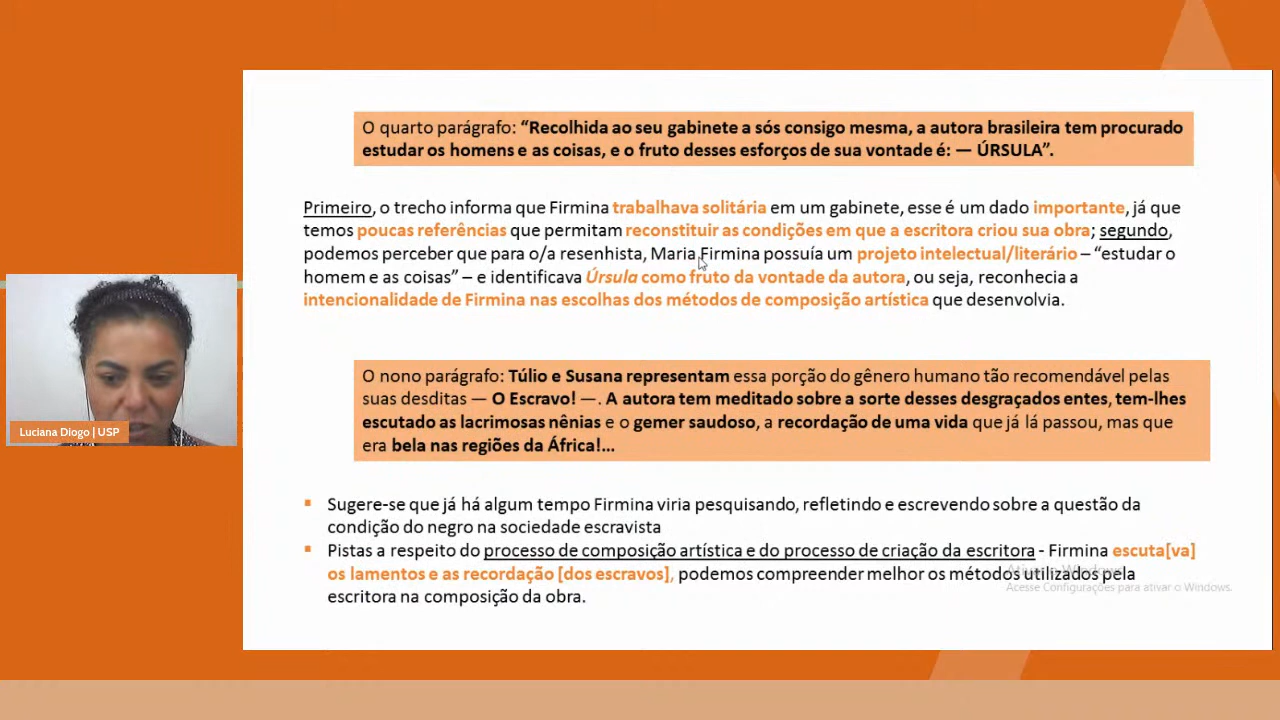 O quarto parágrafo: “Recolhida ao seu gabinete a sós consigo mesma, a autora brasileira tem procurado
estudar os homens e as coisas, e o fruto desses esforços de sua vontade é: — ÚRSULA”.
Primeiro, o trecho informa que Firmina trabalhava solitária em um gabinete, esse é um dado importante, já que
temos poucas referências que permitam reconstituir as condições em que a escritora criou sua obra; segundo,
podemos perceber que para o/a resenhista, Maria Firmina possuía um projeto intelectual/literário – “estudar o
homem e as coisas” – e identificava Úrsula como fruto da vontade da autora, ou seja, reconhecia a
intencionalidade de Firmina nas escolhas dos métodos de composição artística que desenvolvia.
O nono parágrafo: Túlio e Susana representam essa porção do gênero humano tão recomendável pelas
suas desditas — O Escravo! —. A autora tem meditado sobre a sorte desses desgraçados entes, tem-lhes
escutado as lacrimosas nênias e o gemer saudoso, a recordação de uma vida que já lá passou, mas que
era bela nas regiões da África!...
Luciana Diogo | USP
▪ Sugere-se que já há algum tempo Firmina viria pesquisando, refletindo e escrevendo sobre a questão da
condição do negro na sociedade escravista
▪ Pistas a respeito do processo de composição artística e do processo de criação da escritora - Firmina escuta[va]
os lamentos e as recordação [dos escravos], podemos compreender melhor os métodos utilizados pela
escritora na composição da obra.
Ativar o Windows
Acesse Configurações para ativar o Windows.